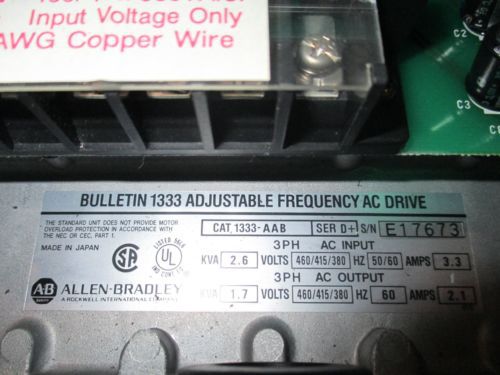 Input Voltage Only
AWG Copper Wire
C2
C3
BULLETIN 1333 ADJUSTABLE FREQUENCY AC DRIVE
THE STANDARD UNIT DOES NOT PROVIDE MOTOR
OVERLOAD PROTECTION IN ACCORDANCE WITH
THE NEC OR CEC, PART 1.
MADE IN JAPAN
CAT. 1333-AAB SER D+ S/N E17673
3PH AC INPUT
KVA 2.6 VOLTS 460/415/380 HZ 50/60 AMPS 3.3
3PH AC OUTPUT
KVA 1.7 VOLTS 460/415/380 HZ 60 AMPS 2.1
SA
UL
A-B ALLEN-BRADLEY
A ROCKWELL INTERNATIONAL COMPANY